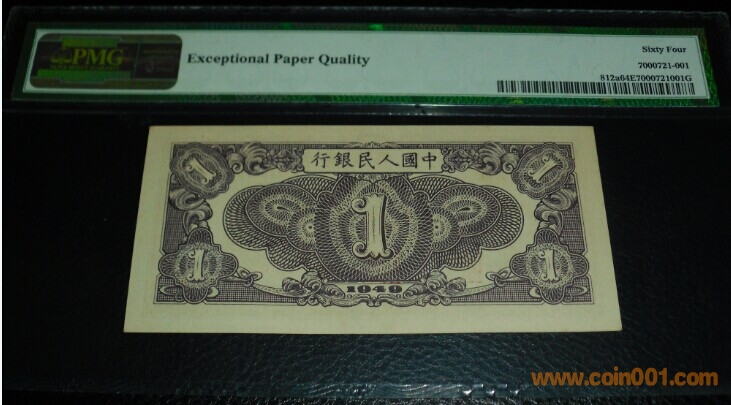 PMG
Exceptional Paper Quality
Sixty Four
7000721-001
812a64E7000721001G
行銀民人國中
1
1
1
1
1
1949
www.coin001.com